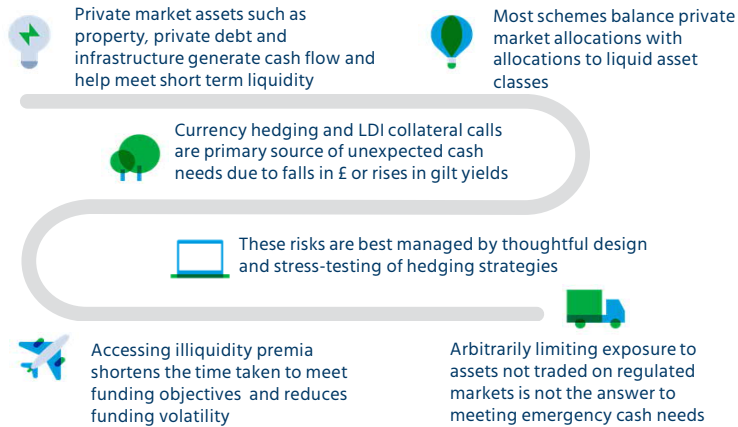 Private market assets such as
property, private debt and
infrastructure generate cash flow and
help meet short term liquidity
Most schemes balance private
market allocations with
allocations to liquid asset
classes
Currency hedging and LDI collateral calls
are primary source of unexpected cash
needs due to falls in £ or rises in gilt yields
These risks are best managed by thoughtful design
and stress-testing of hedging strategies
Accessing illiquidity premia
shortens the time taken to meet
funding objectives and reduces
funding volatility
Arbitrarily limiting exposure to
assets not traded on regulated
markets is not the answer to
meeting emergency cash needs